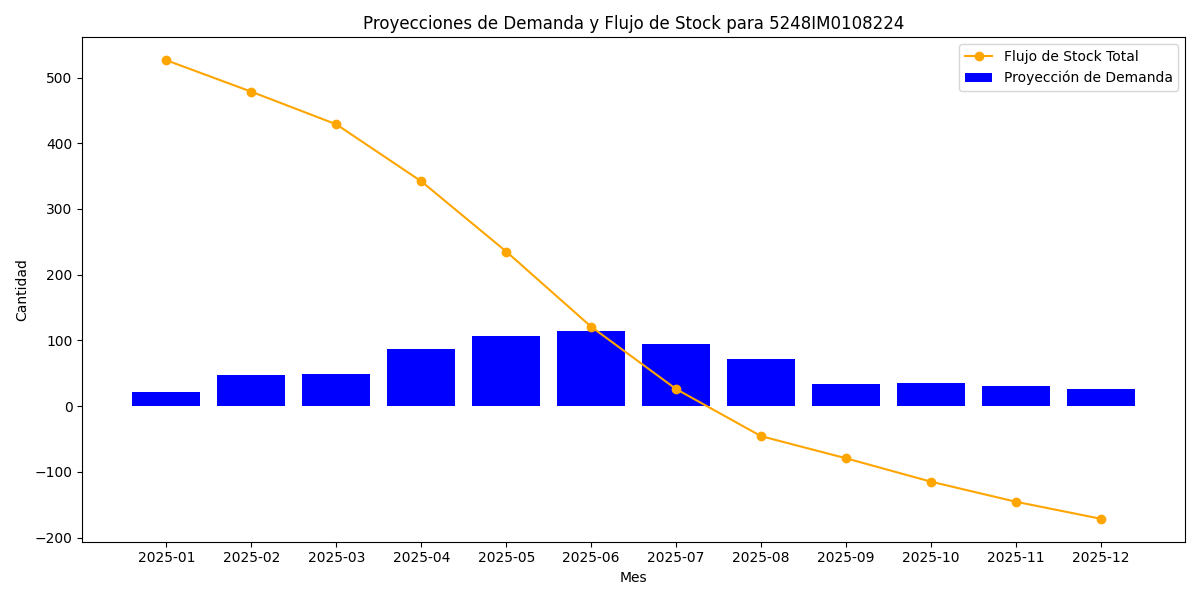 Proyecciones de Demanda y Flujo de Stock para 5248IM0108224
Flujo de Stock Total
Proyección de Demanda
Cantidad
500
400
300
200
100
0
−100
−200
2025-01 2025-02 2025-03 2025-04 2025-05 2025-06 2025-07 2025-08 2025-09 2025-10 2025-11 2025-12
Mes